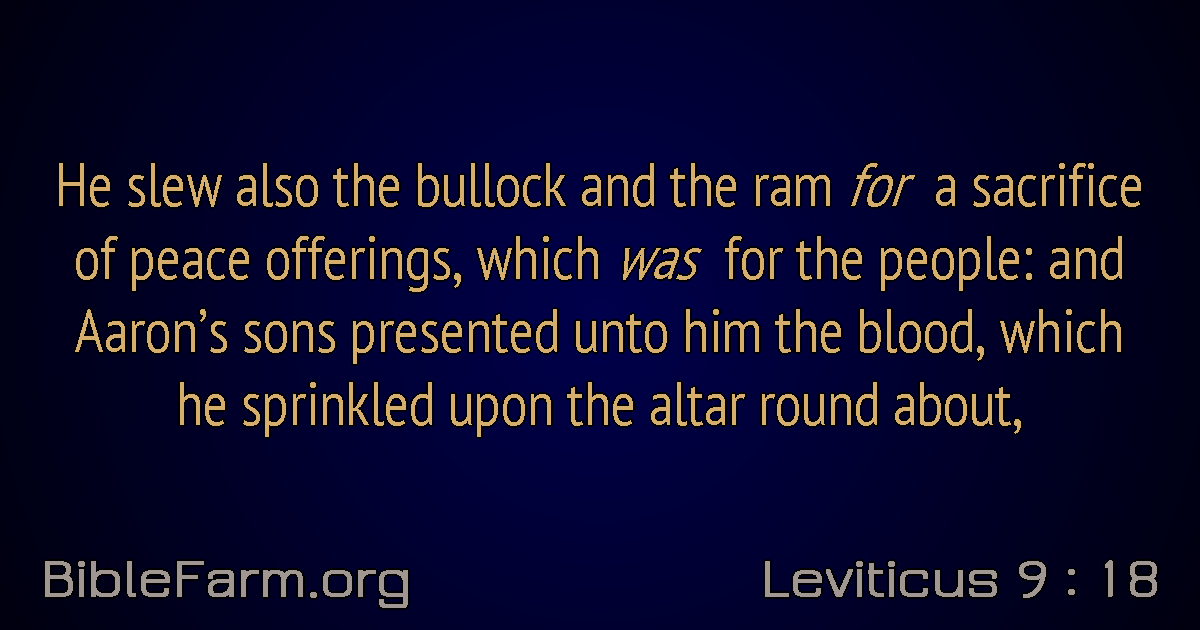 He slew also the bullock and the ram for a sacrifice
of peace offerings, which was for the people: and
Aaron’s sons presented unto him the blood, which
he sprinkled upon the altar round about,
BibleFarm.org
Leviticus 9 : 18